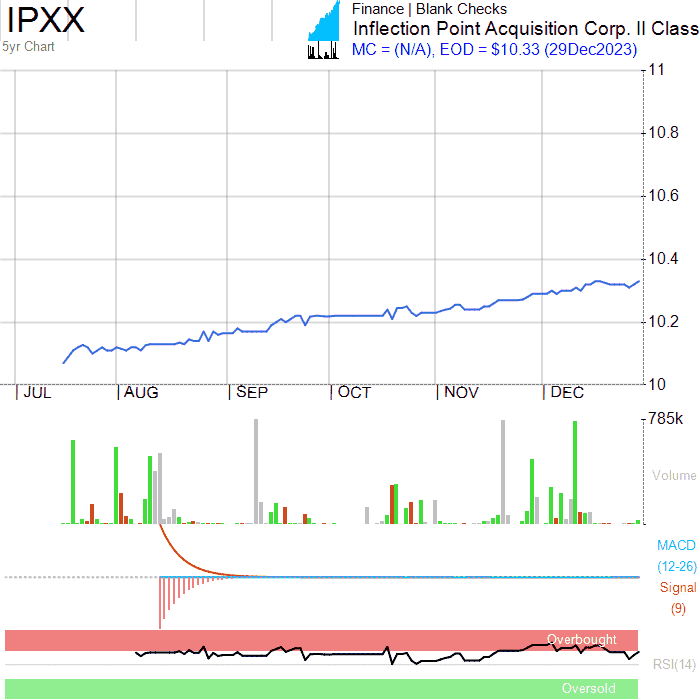 IPXX
5yr Chart
Finance | Blank Checks
Inflection Point Acquisition Corp. II Class
MC = (N/A), EOD = $10.33 (29Dec2023)
11
10.8
10.6
10.4
10.2
10
JUL AUG SEP OCT NOV DEC
785k
Volume
MACD
(12-26)
Signal
(9)
Overbought
RSI(14)
Oversold